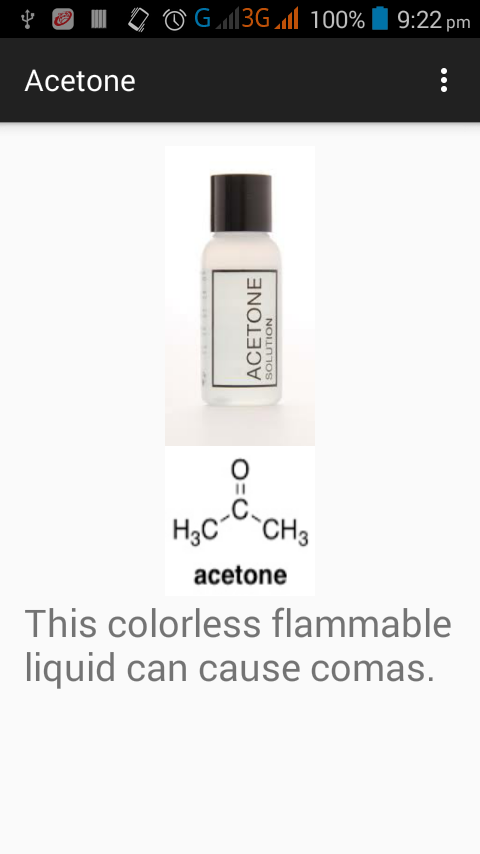 G 3G 100% 9:22 pm
Acetone
ACETONE
SOLUTION
O
C
H₃C CH₃
acetone
This colorless flammable
liquid can cause comas.